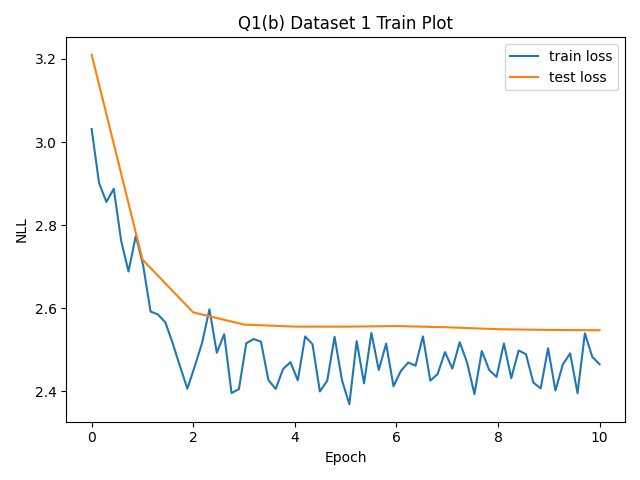 Q1(b) Dataset 1 Train Plot
train loss
test loss
NLL
3.2
3.0
2.8
2.6
2.4
0 2 4 6 8 10
Epoch